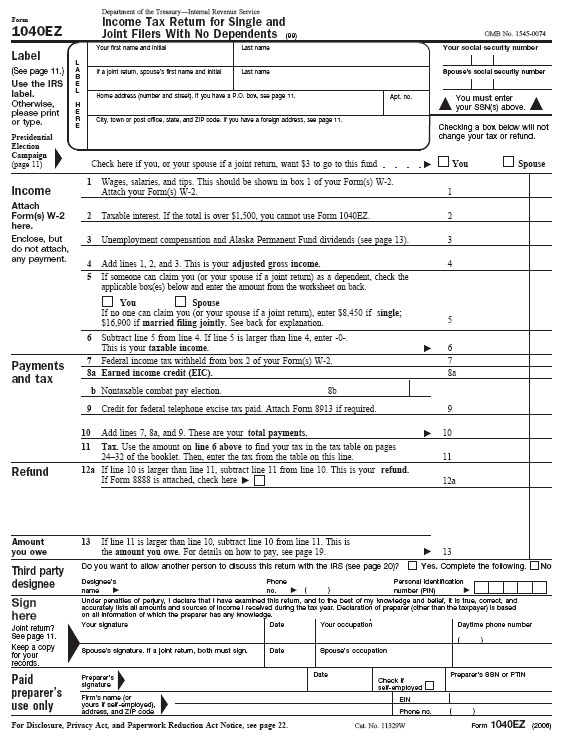 Department of the Treasury—Internal Revenue Service
Form
1040EZ
Income Tax Return for Single and
Joint Filers With No Dependents (99)
OMB No. 1545-0074
Label
(See page 11.)
Use the IRS
label.
Otherwise,
please print
or type.
Presidential
Election
Campaign
(page 11)
LABEL HERE
Your first name and initial
Last name
If a joint return, spouse's first name and initial
Last name
Home address (number and street). If you have a P.O. box, see page 11.
Apt. no.
City, town or post office, state, and ZIP code. If you have a foreign address, see page 11.
Your social security number
Spouse's social security number
You must enter
your SSN(s) above.
Checking a box below will not
change your tax or refund.
Check here if you, or your spouse if a joint return, want $3 to go to this fund . . . . ▶
You
Spouse
Income
Attach
Form(s) W-2
here.
Enclose, but
do not attach,
any payment.
1 Wages, salaries, and tips. This should be shown in box 1 of your Form(s) W-2.
Attach your Form(s) W-2.
1
2 Taxable interest. If the total is over $1,500, you cannot use Form 1040EZ.
2
3 Unemployment compensation and Alaska Permanent Fund dividends (see page 13).
3
4 Add lines 1, 2, and 3. This is your adjusted gross income.
4
5 If someone can claim you (or your spouse if a joint return) as a dependent, check the
applicable box(es) below and enter the amount from the worksheet on back.
You
Spouse
If no one can claim you (or your spouse if a joint return), enter $8,450 if single;
$16,900 if married filing jointly. See back for explanation.
5
6 Subtract line 5 from line 4. If line 5 is larger than line 4, enter -0-.
This is your taxable income.
▶ 6
Payments
and tax
7 Federal income tax withheld from box 2 of your Form(s) W-2.
7
8a Earned income credit (EIC).
8a
b Nontaxable combat pay election.
8b
9 Credit for federal telephone excise tax paid. Attach Form 8913 if required.
9
10 Add lines 7, 8a, and 9. These are your total payments.
▶ 10
11 Tax. Use the amount on line 6 above to find your tax in the tax table on pages
24–32 of the booklet. Then, enter the tax from the table on this line.
11
Refund
12a If line 10 is larger than line 11, subtract line 11 from line 10. This is your refund.
If Form 8888 is attached, check here ▶
12a
Amount
you owe
13 If line 11 is larger than line 10, subtract line 10 from line 11. This is
the amount you owe. For details on how to pay, see page 19.
▶ 13
Third party
designee
Do you want to allow another person to discuss this return with the IRS (see page 20)?
Yes. Complete the following.
No
Designee's
name ▶
Phone
no. ▶ ( )
Personal identification
number (PIN) ▶
Sign
here
Joint return?
See page 11.
Keep a copy
for your
records.
Under penalties of perjury, I declare that I have examined this return, and to the best of my knowledge and belief, it is true, correct, and
accurately lists all amounts and sources of income I received during the tax year. Declaration of preparer (other than the taxpayer) is based
on all information of which the preparer has any knowledge.
Your signature
Date
Your occupation
Daytime phone number
( )
Spouse's signature. If a joint return, both must sign.
Date
Spouse's occupation
Paid
preparer's
use only
Preparer's
signature
Date
Check if
self-employed
Preparer's SSN or PTIN
Firm's name (or
yours if self-employed),
address, and ZIP code
EIN
Phone no. ( )
For Disclosure, Privacy Act, and Paperwork Reduction Act Notice, see page 22.
Cat. No. 11329W
Form 1040EZ (2006)